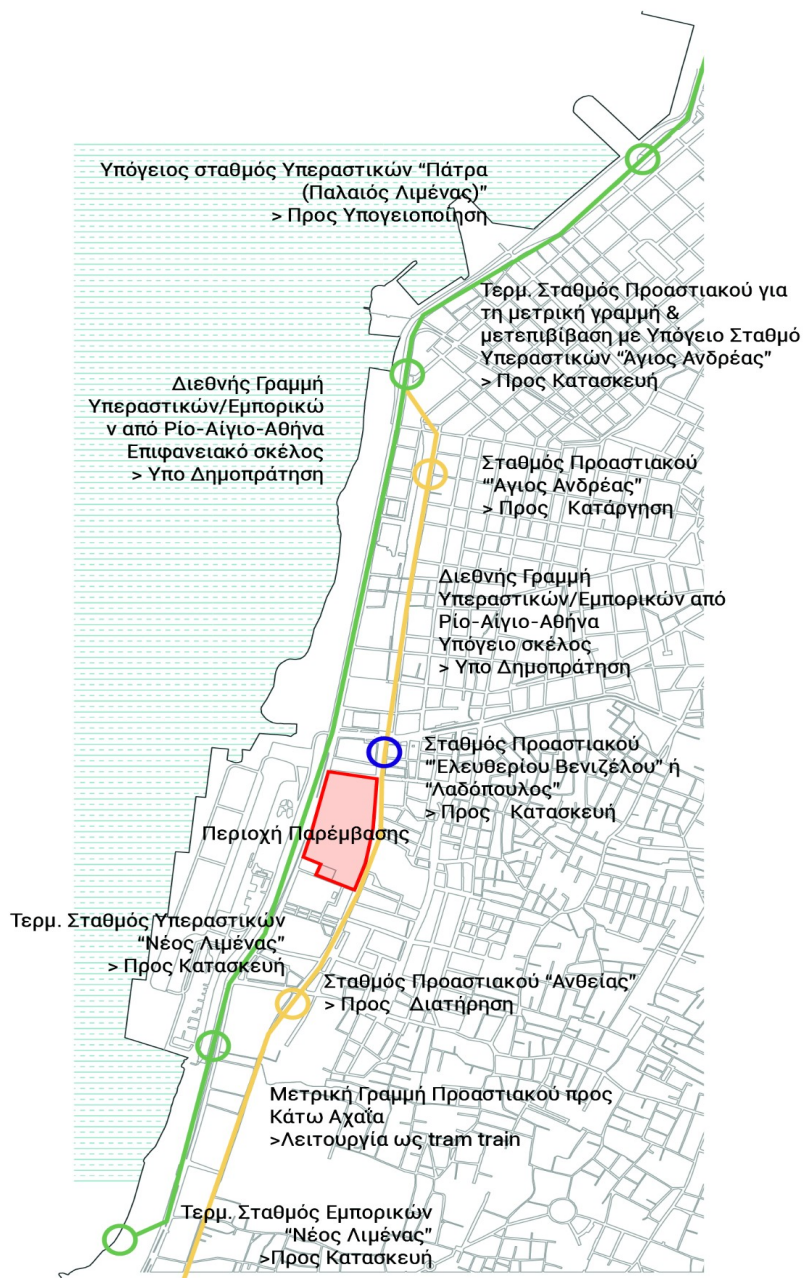 Υπόγειος σταθμός Υπεραστικών “Πάτρα
(Παλαιός Λιμένας)”
> Προς Υπογειοποίηση
Τερμ. Σταθμός Προαστιακού για
τη μετρική γραμμή &
μετεπιβίβαση με Υπόγειο Σταθμό
Υπεραστικών “Άγιος Ανδρέας”
> Προς Κατασκευή
Διεθνής Γραμμή
Υπεραστικών/Εμπορικώ
ν από Ρίο-Αίγιο-Αθήνα
Επιφανειακό σκέλος
> Υπο Δημοπράτηση
Σταθμός Προαστιακού
“Άγιος Ανδρέας”
> Προς Κατάργηση
Διεθνής Γραμμή
Υπεραστικών/Εμπορικών από
Ρίο-Αίγιο-Αθήνα
Υπόγειο σκέλος
> Υπο Δημοπράτηση
Σταθμός Προαστιακού
“Ἐλευθερίου Βενιζέλου” ή
“Λαδόπουλος”
> Προς Κατασκευή
Περιοχή Παρέμβασης
Τερμ. Σταθμός Υπεραστικών
“Νέος Λιμένας”
> Προς Κατασκευή
Σταθμός Προαστιακού “Ανθείας”
> Προς Διατήρηση
Μετρική Γραμμή Προαστιακού προς
Κάτω Αχαΐα
>Λειτουργία ως tram train
Τερμ. Σταθμός Εμπορικών
“Νέος Λιμένας”
>Προς Κατασκευή